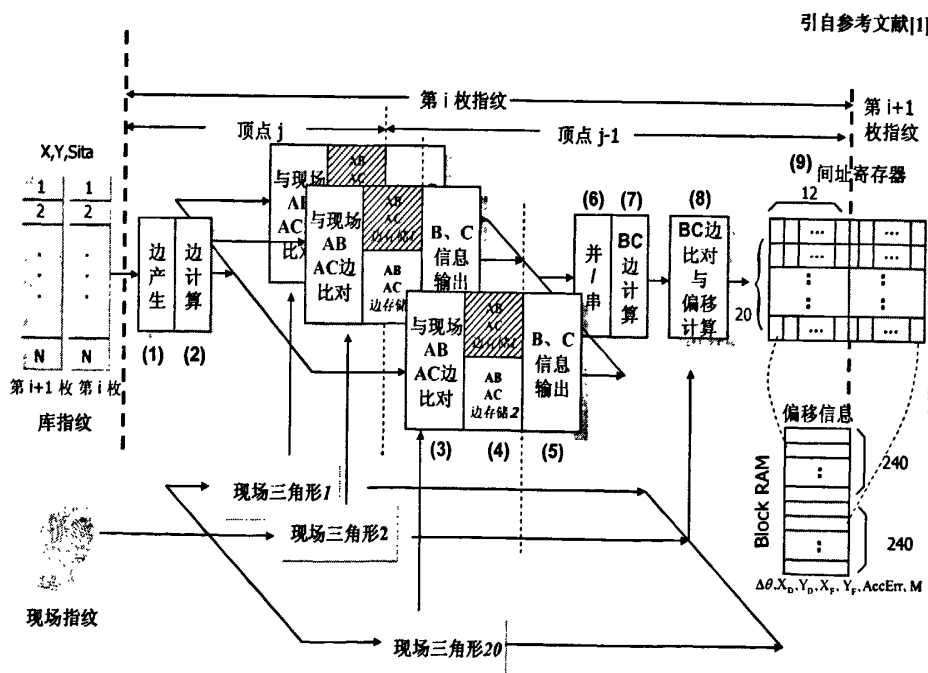 引自参考文献[1]
第 i 枚指纹
第 i+1
枚指纹
顶点 j
顶点 j-1
X,Y,Sita
1 1
2 2
N N
第 i+1 枚 第 i 枚
库指纹
边产生
边计算
(1) (2)
与现场
AB
AC边
比对
AB
AC
与现场
AB
AC边
比对
AB
AC
AB
AC
边存储
B、C
信息
输出
与现场
AB
AC边
比对
AB
AC
AB
AC
边存储2
B、C
信息
输出
(3) (4) (5)
(6) (7)
并/串
BC
边计算
(8)
BC边
比对
与
偏移
计算
(9) 间址寄存器
12
20
偏移信息
Block RAM
240
240
Δθ,X_D,Y_D,X_F,Y_F,AccErr, M
现场三角形1
现场三角形2
现场三角形20
现场指纹